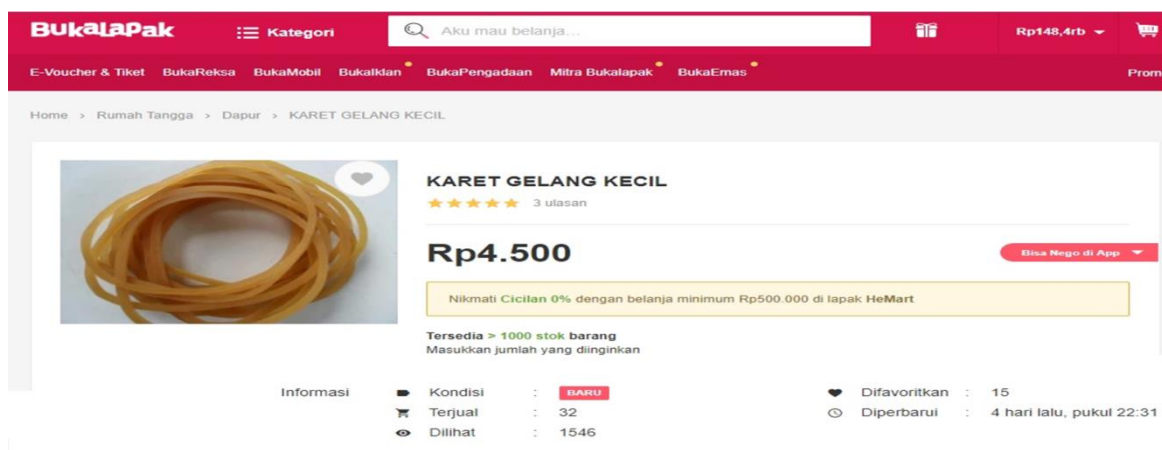 BukaLapak
Kategori
Aku mau belanja...
Rp148,4rb
E-Voucher & Tiket BukaReksa BukaMobil BukaIklan BukaPengadaan Mitra Bukalapak BukaEmas Prom
Home > Rumah Tangga > Dapur > KARET GELANG KECIL
KARET GELANG KECIL
3 ulasan
Rp4.500
Bisa Nego di App
Nikmati Cicilan 0% dengan belanja minimum Rp500.000 di lapak HeMart
Tersedia > 1000 stok barang
Masukkan jumlah yang diinginkan
Informasi Kondisi : BARU Difavoritkan : 15
Terjual : 32 Diperbarui : 4 hari lalu, pukul 22:31
Dilihat : 1546